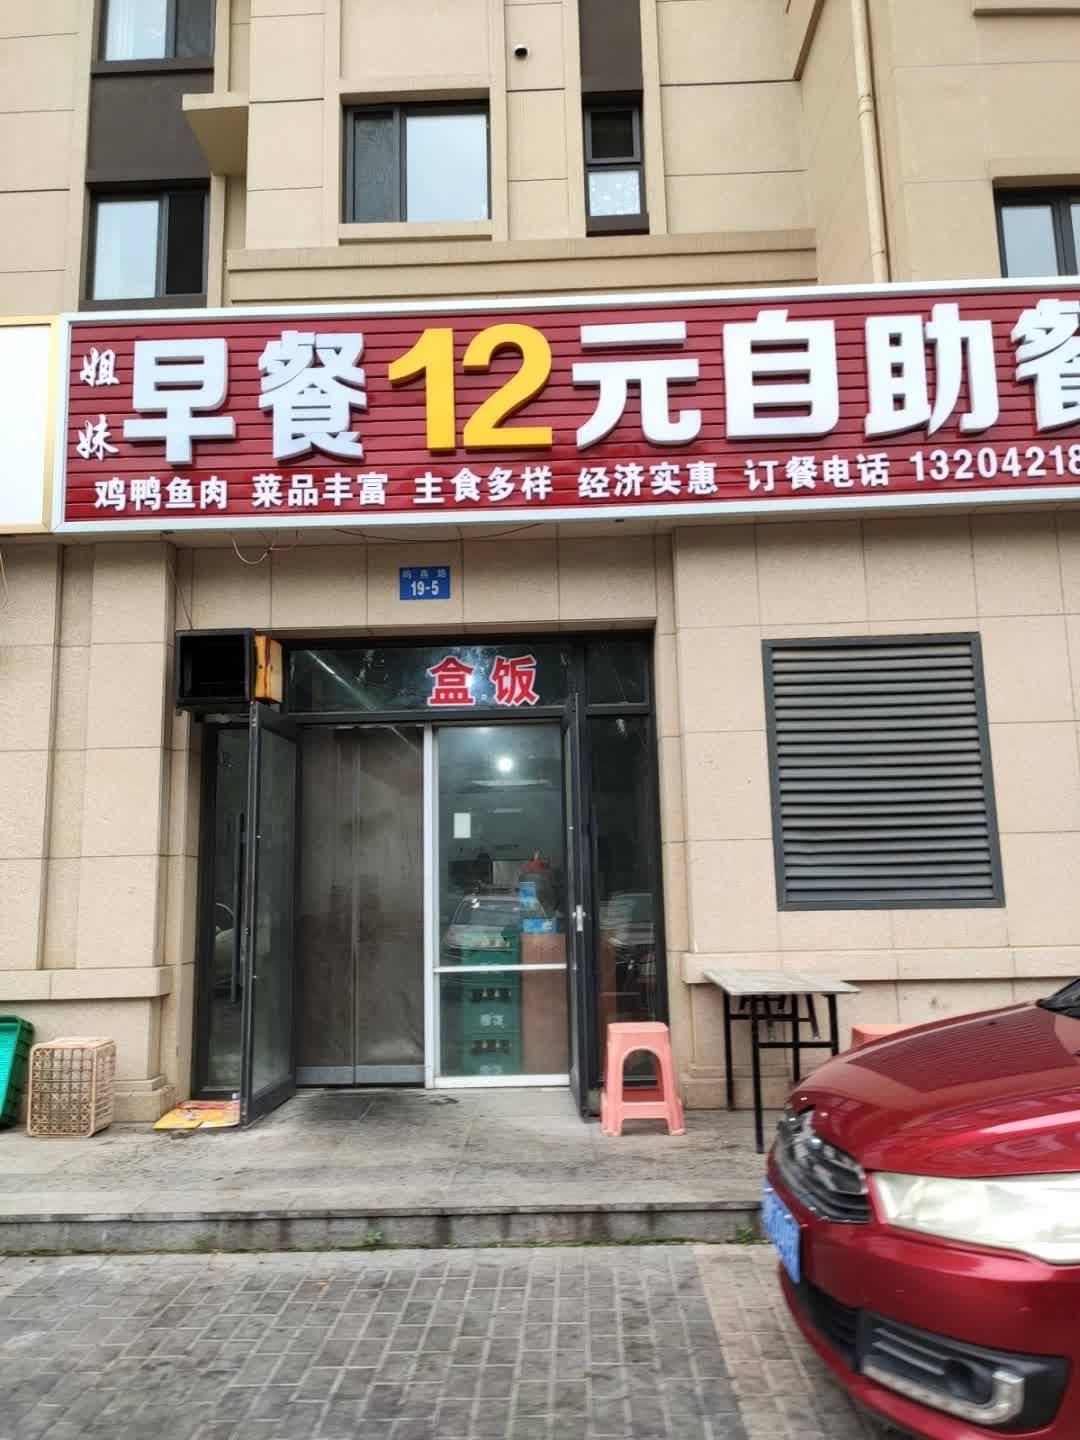 姐妹
早餐12元自助餐
鸡鸭鱼肉 菜品丰富 主食多样 经济实惠 订餐电话 13204218
19-5
盒饭